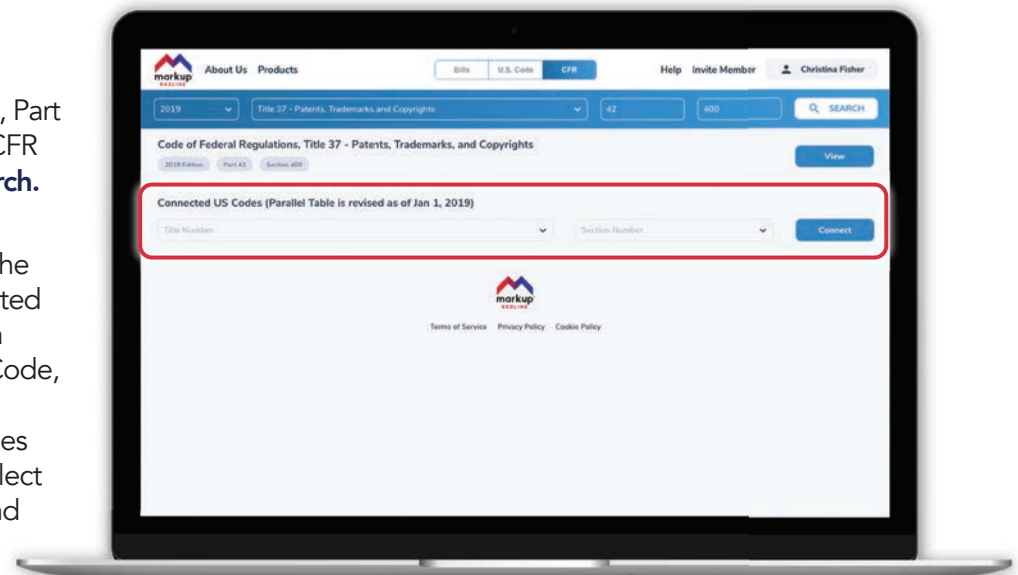 , Part
CFR
rch.
he
ted
Code,
es
lect
nd
markup
REDLINE
About Us Products
Bills U.S. Code CFR
Help Invite Member Christina Fisher
2019 Title 37 - Patents, Trademarks, and Copyrights 42 400 SEARCH
Code of Federal Regulations, Title 37 - Patents, Trademarks, and Copyrights
2019 Edition Part 42 Section 400
View
Connected US Codes (Parallel Table is revised as of Jan 1, 2019)
Title Number Section Number Connect
markup
REDLINE
Terms of Service Privacy Policy Cookie Policy